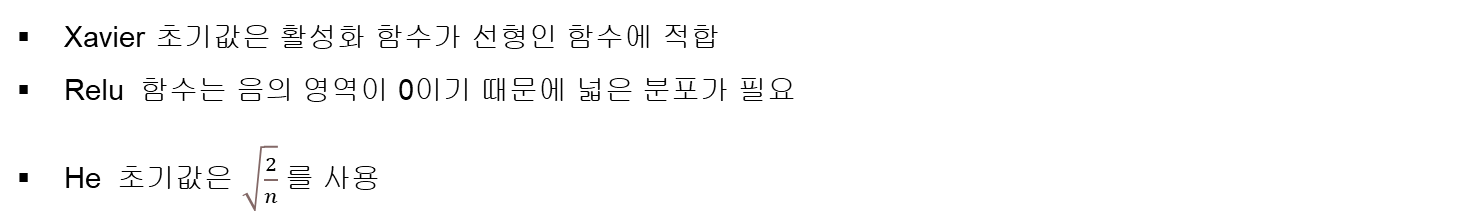 ▪ Xavier 초기값은 활성화 함수가 선형인 함수에 적합
▪ Relu 함수는 음의 영역이 0이기 때문에 넓은 분포가 필요
▪ He 초기값은 √(2/n) 를 사용